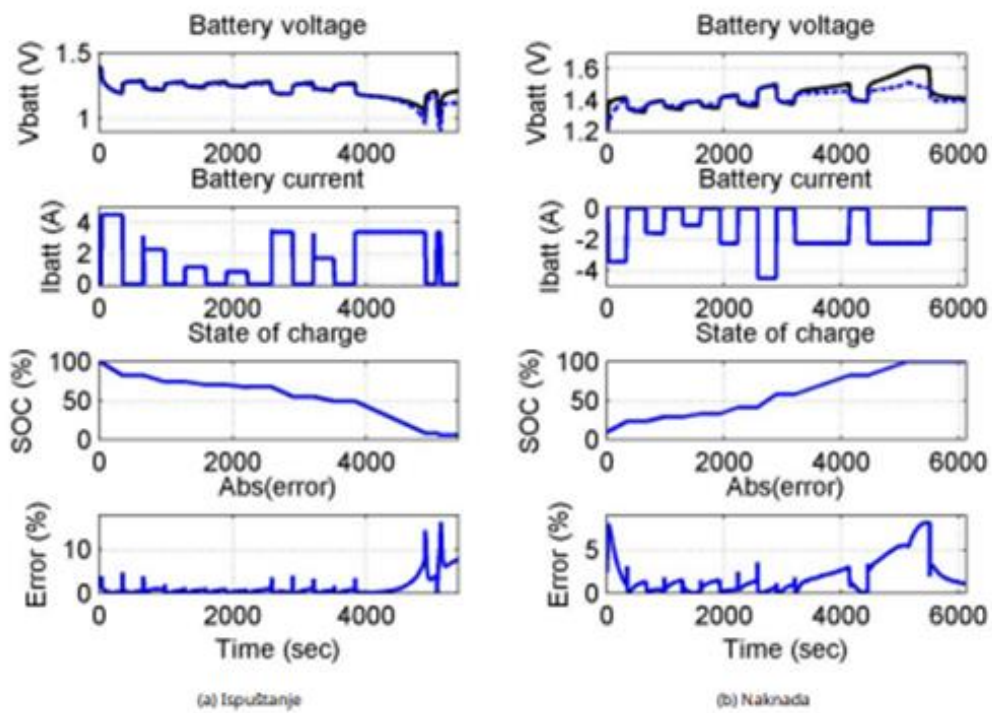 Battery voltage
Vbatt (V)
1.5
1
0 2000 4000
Battery current
Ibatt (A)
4
2
0
0 2000 4000
State of charge
SOC (%)
100
50
0
0 2000 4000
Abs(error)
Error (%)
10
0
0 2000 4000
Time (sec)
(a) Ispuštanje
Battery voltage
Vbatt (V)
1.6
1.4
1.2
0 2000 4000 6000
Battery current
Ibatt (A)
0
-2
-4
0 2000 4000 6000
State of charge
SOC (%)
100
50
0
0 2000 4000 6000
Abs(error)
Error (%)
5
0
0 2000 4000 6000
Time (sec)
(b) Naknada